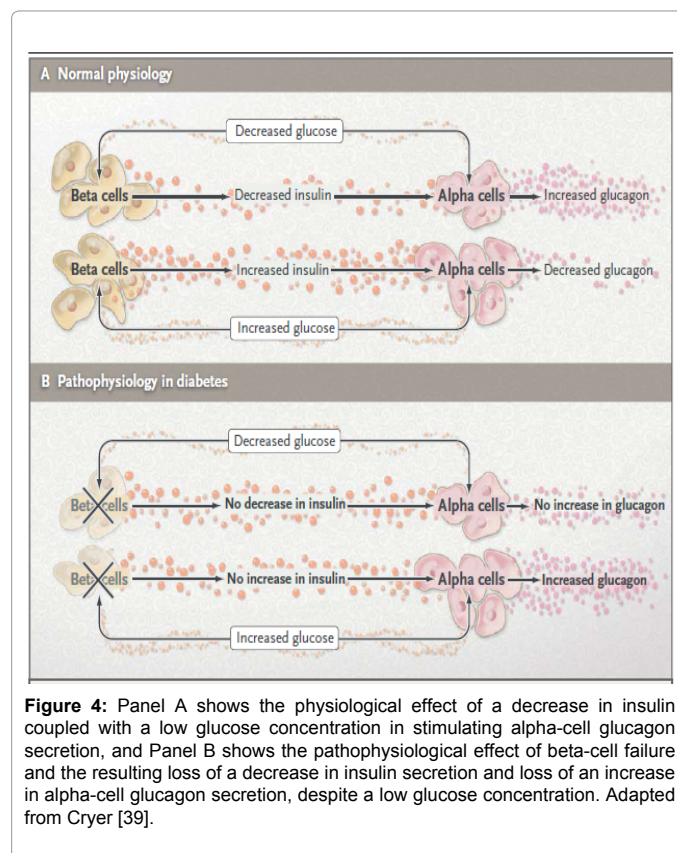 A Normal physiology
Decreased glucose
Beta cells Decreased insulin Alpha cells Increased glucagon
Beta cells Increased insulin Alpha cells Decreased glucagon
Increased glucose
B Pathophysiology in diabetes
Decreased glucose
Beta cells No decrease in insulin Alpha cells No increase in glucagon
Beta cells No increase in insulin Alpha cells Increased glucagon
Increased glucose
Figure 4: Panel A shows the physiological effect of a decrease in insulin
coupled with a low glucose concentration in stimulating alpha-cell glucagon
secretion, and Panel B shows the pathophysiological effect of beta-cell failure
and the resulting loss of a decrease in insulin secretion and loss of an increase
in alpha-cell glucagon secretion, despite a low glucose concentration. Adapted
from Cryer [39].